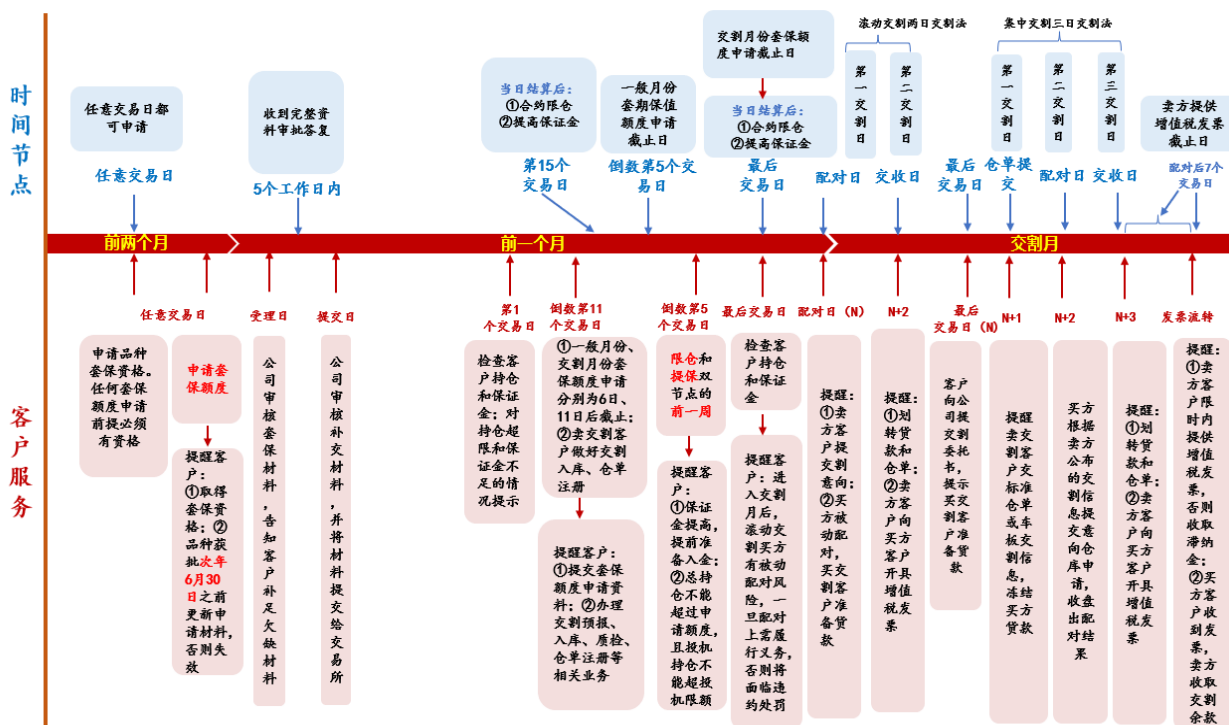 时间节点
客户服务
任意交易日都
可申请
任意交易日
收到完整资
料审批答复
5个工作日内
当日结算后：
①合约限仓
②提高保证金
第15个
交易日
一般月份
套期保值
额度申请
截止日
倒数第5个交
易日
交割月份套保额
度申请截止日
当日结算后：
①合约限仓
②提高保证金
最后
交易日
滚动交割两日交割法
第一交割日
配对日
第二交割日
交收日
集中交割三日交割法
最后
交易日
第一交割日
仓单提
交
第二交割日
配对日
第三交割日
交收日
卖方提供
增值税发票
截止日
配对后7个
交易日
前两个月
前一个月
交割月
任意交易日
申请品种
套保资格。
任何套保
额度申请
前提必须
有资格
申请套
保额度
提醒客
户：
①取得
套保资
格；②
品种获
批次年
6月30
日之前
更新申
请材料，
否则失
效
受理日
公司审核套保材料，告知客户补足欠缺材料
提交日
公司审核补交材料，并将材料提交给交易所
第1
个交易日
检查客
户持仓
和保证
金；对
持仓超
限和保
证金不
足的情
况提示
倒数第11
个交易日
①一般月份、
交割月份套
保额度申请
分别为6日、
11日后截止；
②卖交割客
户做好交割
入库、仓单
注册
提醒客户：
①提交套保
额度申请资
料；②办理
交割预报、
入库、质检、
仓单注册等
相关业务
倒数第5
个交易日
限仓和
提保双
节点的
前一周
提醒客
户：
①保证
金提高，
提前准
备入金；
②总持
仓不能
超过申
请额度，
且投机
持仓不
能超投
机限额
最后交易日
检查客
户持仓
和保证
金
提醒客
户：进
入交割
月后，
滚动交
割买方
有被动
配对风
险，一
旦配对
上需履
行义务，
否则将
面临违
约处罚
配对日（N）
提醒：
①卖
方客
户提
交割
意向；
②买
方被
动配
对，买
交割
客户
准备
货款
N+2
提醒：
①划
转货
款和
仓单；
②卖
方客
户向
买方
客户
开具
增值
税发
票
最后
交易日（N）
客户
向公
司提
交割
委托
书，提
示买
交割
客户
准备
货款
N+1
提醒
卖交
割客
户交
标准
仓单
或车
板交
割信
息，冻
结买
方货
款
N+2
买方
根据
卖方
公布
的交
割信
息提
交意
向仓
库申
请，收
盘出
配对
结果
N+3
提醒：
①划
转货
款和
仓单；
②卖
方客
户向
买方
客户
开具
增值
税发
票
发票流转
提醒：
①卖
方客
户限
时内
提供
增值
税发
票，否
则收
取滞
纳金；
②买
方客
户收
到发
票，卖
方收
取交
割余
款